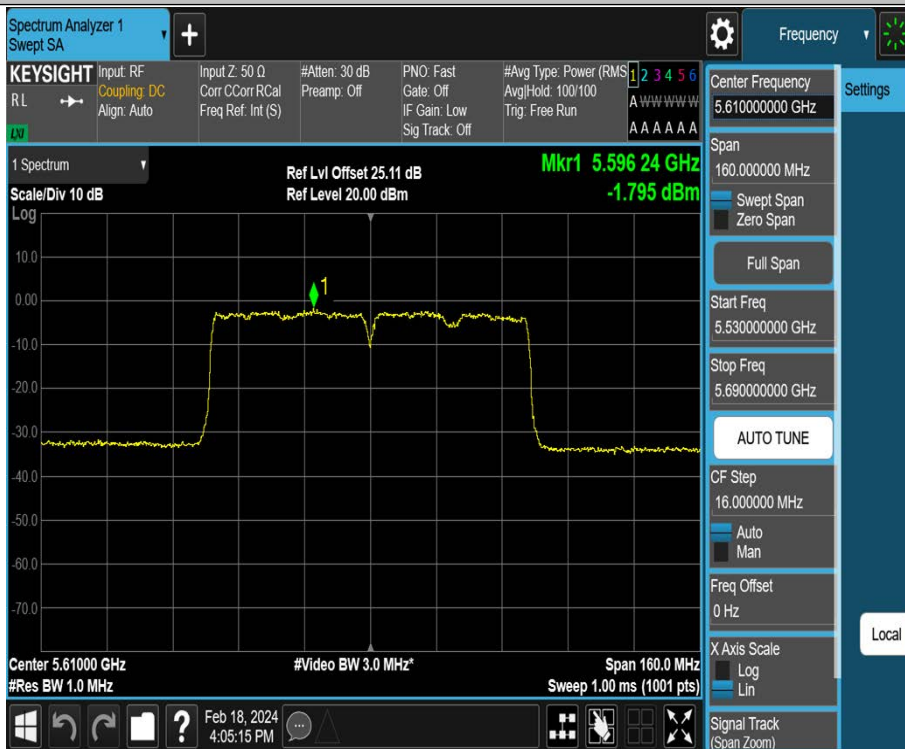 Spectrum Analyzer 1
Swept SA
+
Frequency
KEYSIGHT
RL
LXI
Input: RF
Coupling: DC
Align: Auto
Input Z: 50 Ω
Corr CCorr RCal
Freq Ref: Int (S)
#Atten: 30 dB
Preamp: Off
PNO: Fast
Gate: Off
IF Gain: Low
Sig Track: Off
#Avg Type: Power (RMS
Avg|Hold: 100/100
Trig: Free Run
1 2 3 4 5 6
A W W W W W
A A A A A A
1 Spectrum
Scale/Div 10 dB
Log
Ref Lvl Offset 25.11 dB
Ref Level 20.00 dBm
Mkr1 5.596 24 GHz
-1.795 dBm
10.0
0.00
-10.0
-20.0
-30.0
-40.0
-50.0
-60.0
-70.0
1
Center 5.61000 GHz
#Res BW 1.0 MHz
#Video BW 3.0 MHz*
Span 160.0 MHz
Sweep 1.00 ms (1001 pts)
?
Feb 18, 2024
4:05:15 PM
Center Frequency
5.610000000 GHz
Span
160.000000 MHz
Swept Span
Zero Span
Full Span
Start Freq
5.530000000 GHz
Stop Freq
5.690000000 GHz
AUTO TUNE
CF Step
16.000000 MHz
Auto
Man
Freq Offset
0 Hz
X Axis Scale
Log
Lin
Signal Track
(Span Zoom)
Settings
Local